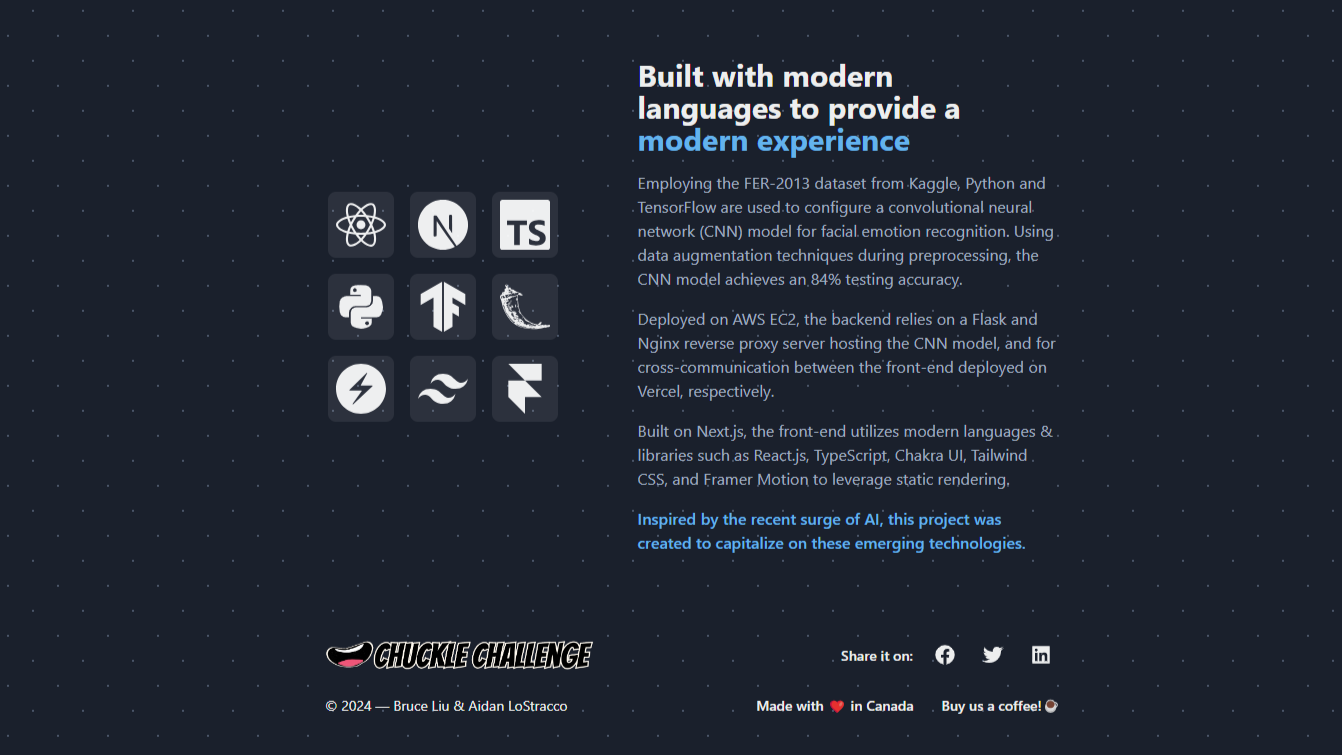 Built with modern
languages to provide a
modern experience
Employing the FER-2013 dataset from Kaggle, Python and
TensorFlow are used to configure a convolutional neural
network (CNN) model for facial emotion recognition. Using
data augmentation techniques during preprocessing, the
CNN model achieves an 84% testing accuracy.
Deployed on AWS EC2, the backend relies on a Flask and
Nginx reverse proxy server hosting the CNN model, and for
cross-communication between the front-end deployed on
Vercel, respectively.
Built on Next.js, the front-end utilizes modern languages &
libraries such as React.js, TypeScript, Chakra UI, Tailwind
CSS, and Framer Motion to leverage static rendering.
Inspired by the recent surge of AI, this project was
created to capitalize on these emerging technologies.
N
TS
TF
CHUCKLE CHALLENGE
Share it on:
in
© 2024 — Bruce Liu & Aidan LoStracco
Made with ❤️ in Canada
Buy us a coffee!☕